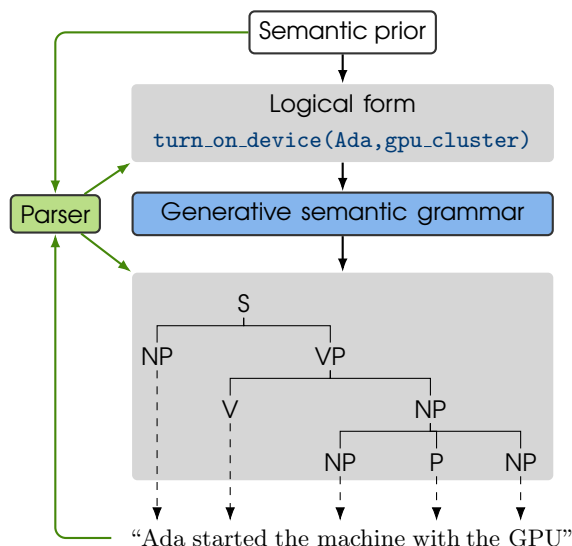 Semantic prior
Logical form
turn_on_device(Ada,gpu_cluster)
Parser
Generative semantic grammar
S
NP VP
V NP
NP P NP
“Ada started the machine with the GPU”